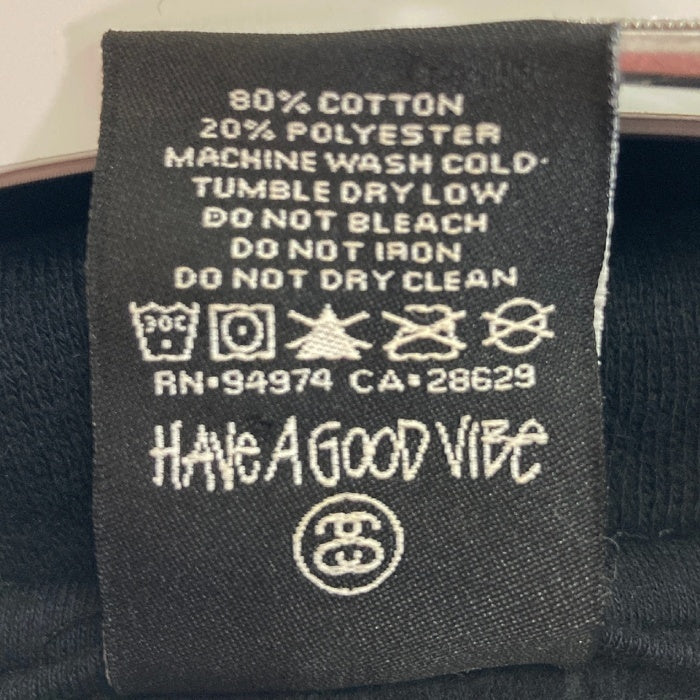 80% COTTON
20% POLYESTER
MACHINE WASH COLD
TUMBLE DRY LOW
DO NOT BLEACH
DO NOT IRON
DO NOT DRY CLEAN
30C
RN•94974 CA•28629
HAVE A GOOD VIBE